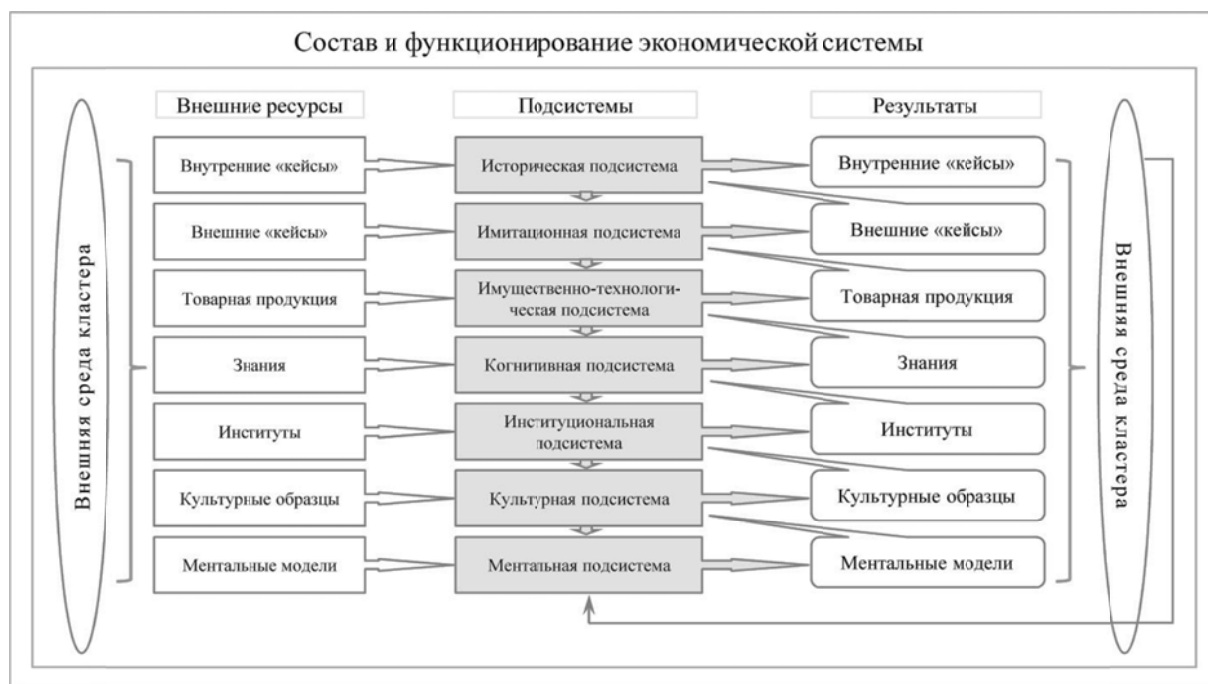 Состав и функционирование экономической системы
Внешние ресурсы
Подсистемы
Результаты
Внешняя среда кластера
Внутренние «кейсы»
Историческая подсистема
Внутренние «кейсы»
Внешние «кейсы»
Имитационная подсистема
Внешние «кейсы»
Товарная продукция
Имущественно-технологи-
ческая подсистема
Товарная продукция
Знания
Когнитивная подсистема
Знания
Институты
Институциональная
подсистема
Институты
Культурные образцы
Культурная подсистема
Культурные образцы
Ментальные модели
Ментальная подсистема
Ментальные модели
Внешняя среда кластера